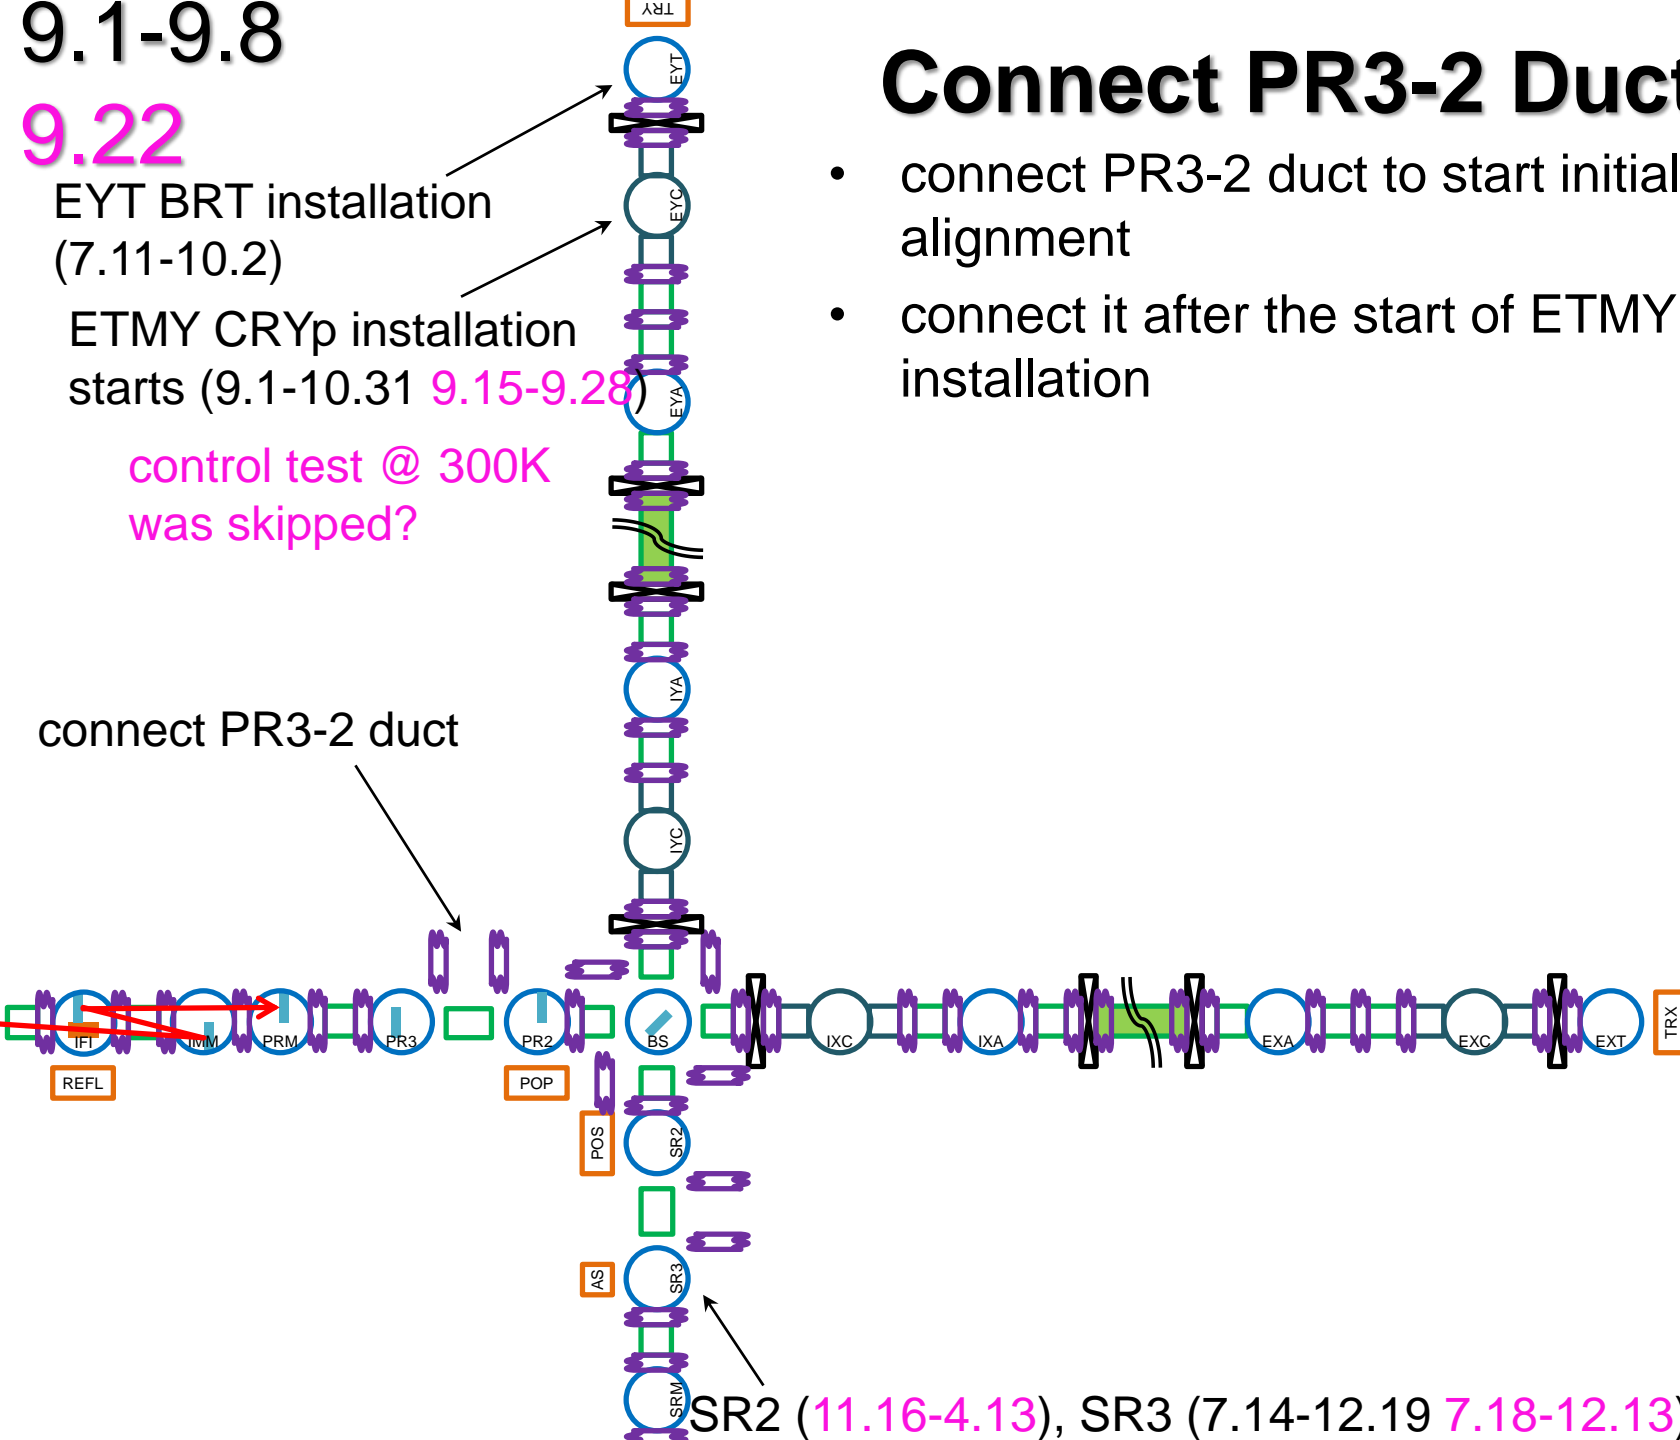 9.1-9.8
9.22
Connect PR3-2 Duct
• connect PR3-2 duct to start initial
alignment
• connect it after the start of ETMY
installation
EYT BRT installation
(7.11-10.2)
ETMY CRYp installation
starts (9.1-10.31 9.15-9.28)
control test @ 300K
was skipped?
connect PR3-2 duct
TRY
EYT
EYC
EYA
IYA
IYC
IFI
IMM
PRM
PR3
PR2
BS
IXC
IXA
EXA
EXC
EXT
TRX
REFL
POP
POS
SR2
AS
SR3
SRM
SR2 (11.16-4.13), SR3 (7.14-12.19 7.18-12.13)